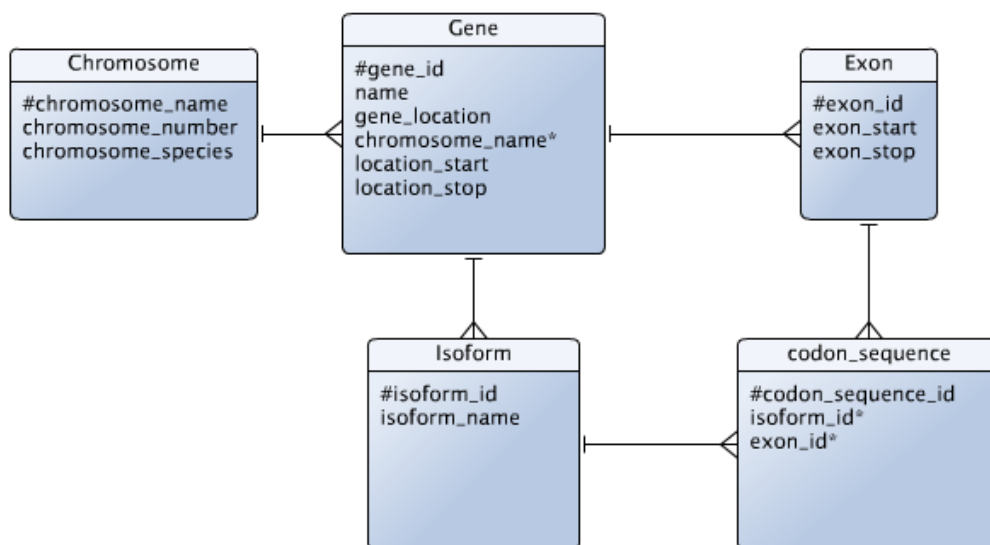 Chromosome
#chromosome_name
chromosome_number
chromosome_species
Gene
#gene_id
name
gene_location
chromosome_name*
location_start
location_stop
Exon
#exon_id
exon_start
exon_stop
Isoform
#isoform_id
isoform_name
codon_sequence
#codon_sequence_id
isoform_id*
exon_id*